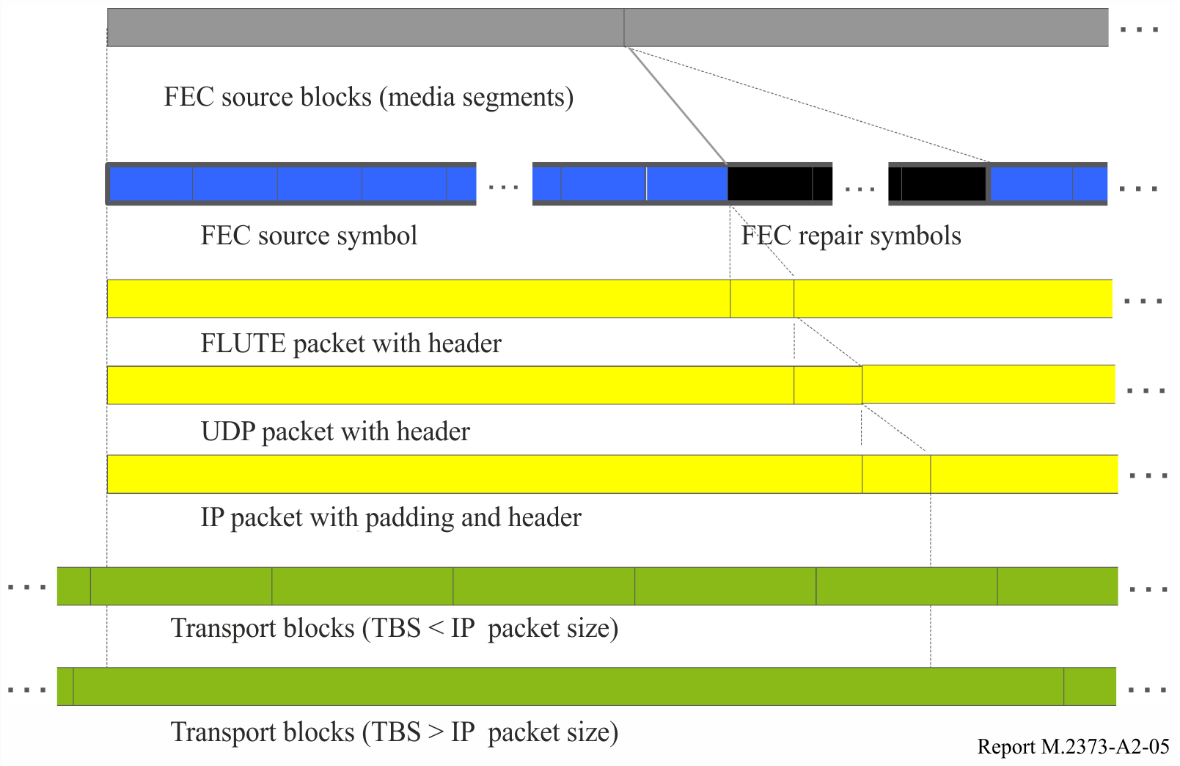 FEC source blocks (media segments)
FEC source symbol
FEC repair symbols
FLUTE packet with header
UDP packet with header
IP packet with padding and header
Transport blocks (TBS < IP packet size)
Transport blocks (TBS > IP packet size)
Report M.2373-A2-05